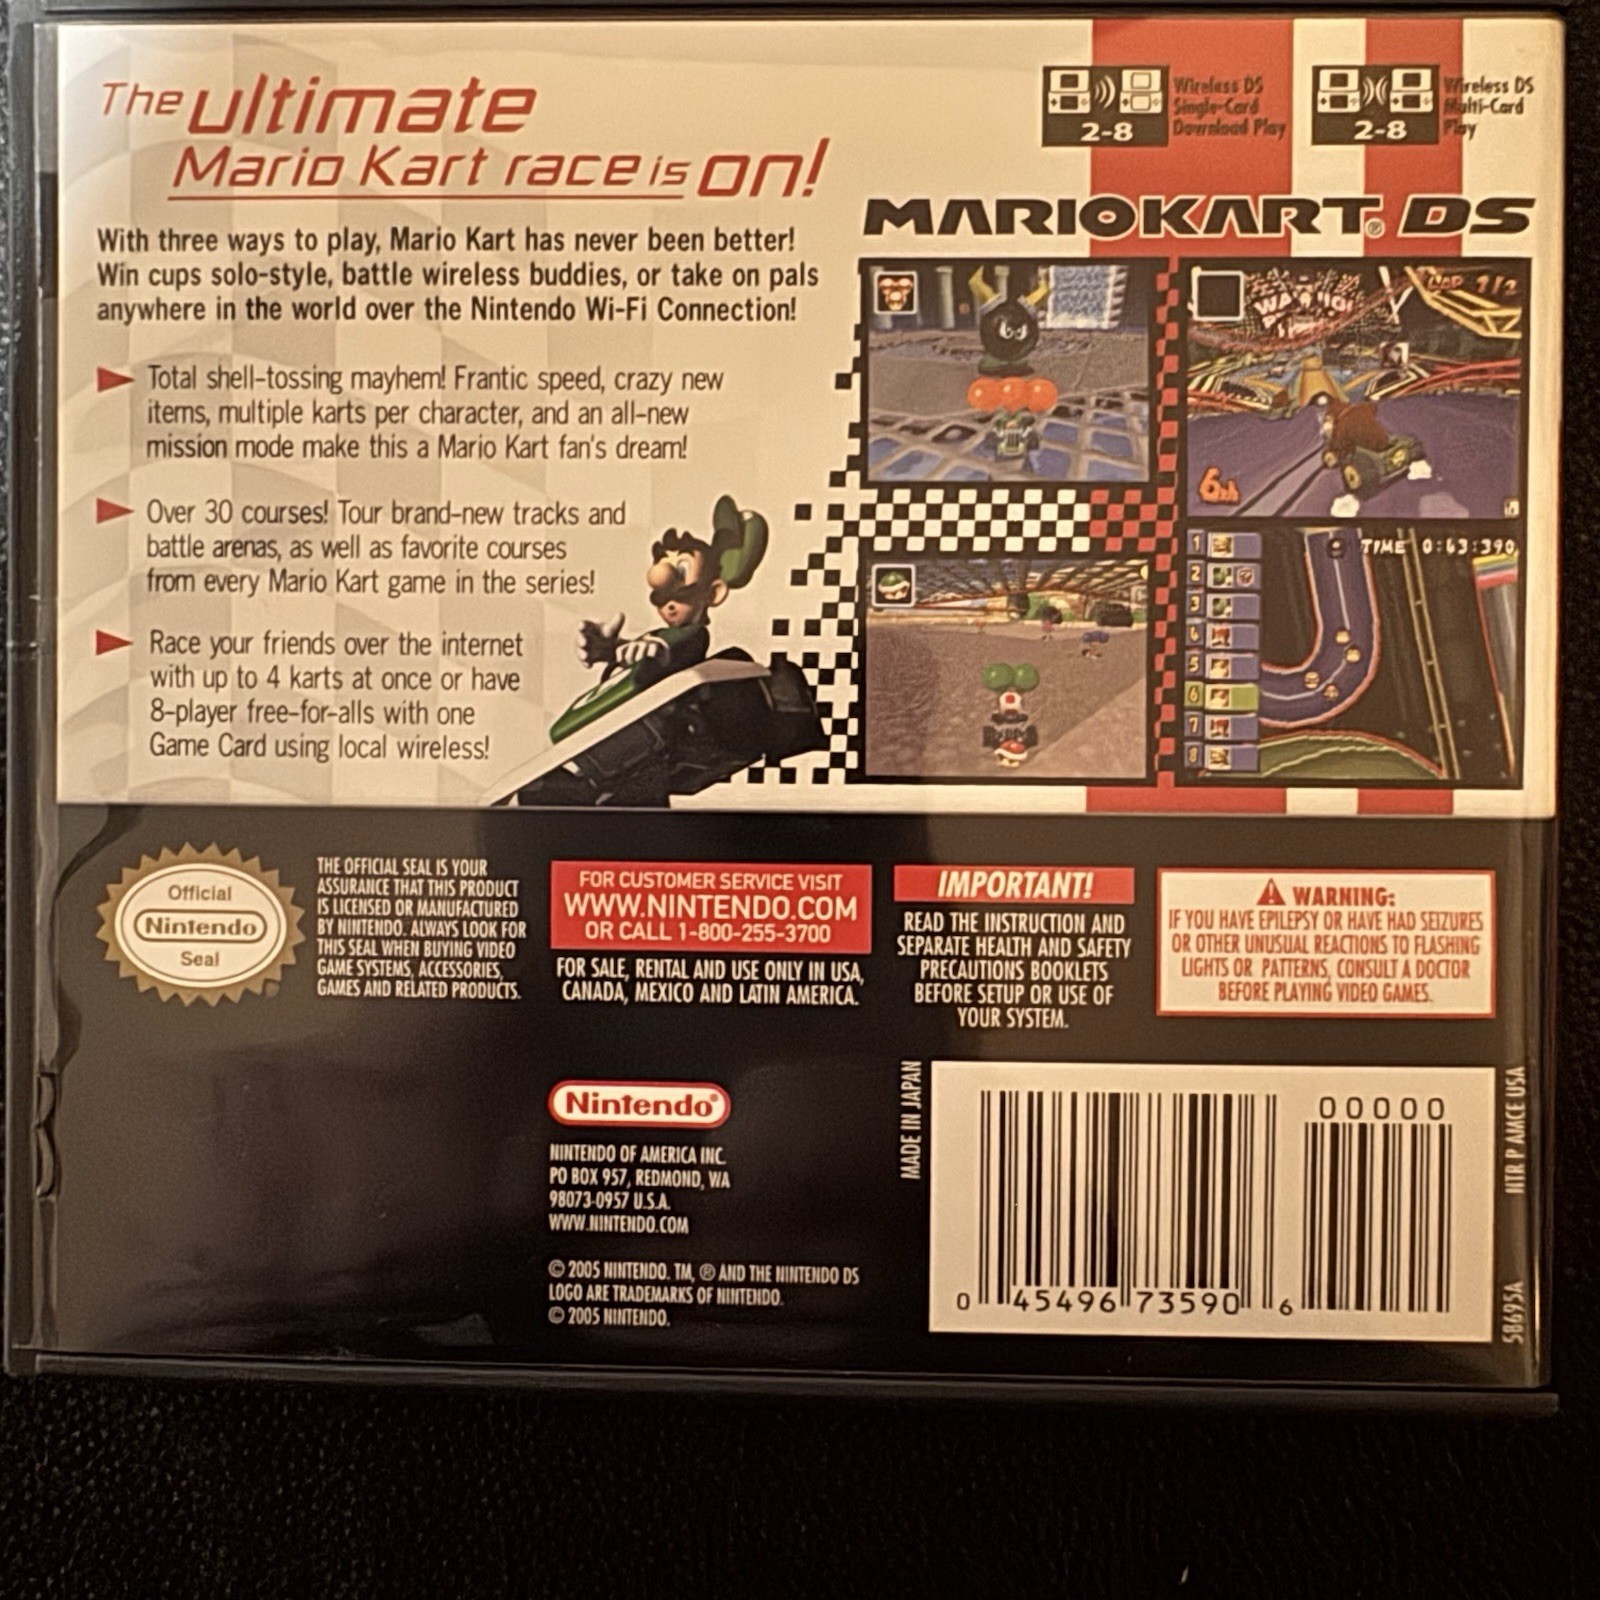 The ultimate
Mario Kart race is on!
With three ways to play, Mario Kart has never been better!
Win cups solo-style, battle wireless buddies, or take on pals
anywhere in the world over the Nintendo Wi-Fi Connection!
Total shell-tossing mayhem! Frantic speed, crazy new
items, multiple karts per character, and an all-new
mission mode make this a Mario Kart fan's dream!
Over 30 courses! Tour brand-new tracks and
battle arenas, as well as favorite courses
from every Mario Kart game in the series!
Race your friends over the internet
with up to 4 karts at once or have
8-player free-for-alls with one
Game Card using local wireless!
2-8
Wireless DS
Single-Card
Download Play
2-8
Wireless DS
Multi-Card
Play
MARIOKART® DS
LAP 1/2
6th
TIME
1
2
3
4
5
6
7
8
Official
Nintendo
Seal
THE OFFICIAL SEAL IS YOUR
ASSURANCE THAT THIS PRODUCT
IS LICENSED OR MANUFACTURED
BY NINTENDO. ALWAYS LOOK FOR
THIS SEAL WHEN BUYING VIDEO
GAME SYSTEMS, ACCESSORIES,
GAMES AND RELATED PRODUCTS.
FOR CUSTOMER SERVICE VISIT
WWW.NINTENDO.COM
OR CALL 1-800-255-3700
FOR SALE, RENTAL AND USE ONLY IN USA,
CANADA, MEXICO AND LATIN AMERICA.
IMPORTANT!
READ THE INSTRUCTION AND
SEPARATE HEALTH AND SAFETY
PRECAUTIONS BOOKLETS
BEFORE SETUP OR USE OF
YOUR SYSTEM.
WARNING:
IF YOU HAVE EPILEPSY OR HAVE HAD SEIZURES
OR OTHER UNUSUAL REACTIONS TO FLASHING
LIGHTS OR PATTERNS, CONSULT A DOCTOR
BEFORE PLAYING VIDEO GAMES.
Nintendo®
NINTENDO OF AMERICA INC.
PO BOX 957, REDMOND, WA
98073-0957 U.S.A.
WWW.NINTENDO.COM
© 2005 NINTENDO. TM, ® AND THE NINTENDO DS
LOGO ARE TRADEMARKS OF NINTENDO.
© 2005 NINTENDO.
MADE IN JAPAN
00000
0 45496 73590 6
NTR P AMCE USA
58695A